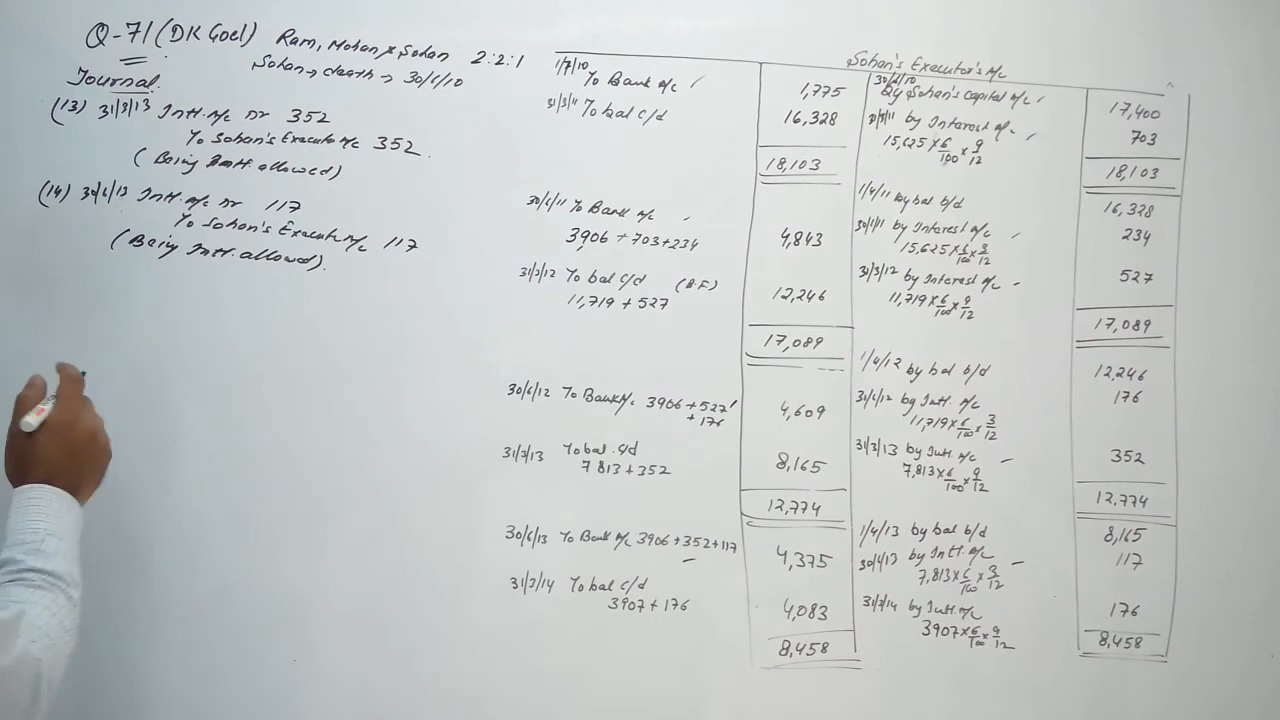 Q-71 (DK Goel) Ram, Mohan & Sohan 2:2:1
Sohan → death → 30/6/10
Journal
(13) 31/3/13 Intt. A/c Dr 352
To Sohan's Executor A/c 352
(Being Intt. allowed)
(14) 30/6/13 Intt. A/c Dr 117
To Sohan's Executor A/c 117
(Being Intt. allowed).
Sohan's Executor's A/c
1/7/10 To Bank A/c 1,775
31/3/11 To bal c/d 16,328
18,103
30/6/11 To Bank A/c
3906 + 703 + 234 4,843
31/3/12 To bal c/d (B.F)
11,719 + 527 12,246
17,089
30/6/12 To Bank A/c 3906 + 527
+ 176 4,609
31/3/13 To bal. c/d
7813 + 352 8,165
12,774
30/6/13 To Bank A/c 3906 + 352 + 117 4,375
31/3/14 To bal c/d
3907 + 176 4,083
8,458
30/6/10
By Sohan's Capital A/c 17,400
31/3/11 by Interest A/c 703
15,625 × 6/100 × 9/12
18,103
1/4/11 by bal b/d 16,328
30/6/11 by Interest A/c 234
15,625 × 6/100 × 3/12
31/3/12 by Interest A/c 527
11,719 × 6/100 × 9/12
17,089
1/4/12 by bal b/d 12,246
30/6/12 by Intt. A/c 176
11,719 × 6/100 × 3/12
31/3/13 by Intt. A/c 352
7,813 × 6/100 × 9/12
12,774
1/4/13 by bal b/d 8,165
30/6/13 by Intt. A/c 117
7,813 × 6/100 × 3/12
31/3/14 by Intt. A/c 176
3907 × 6/100 × 9/12
8,458